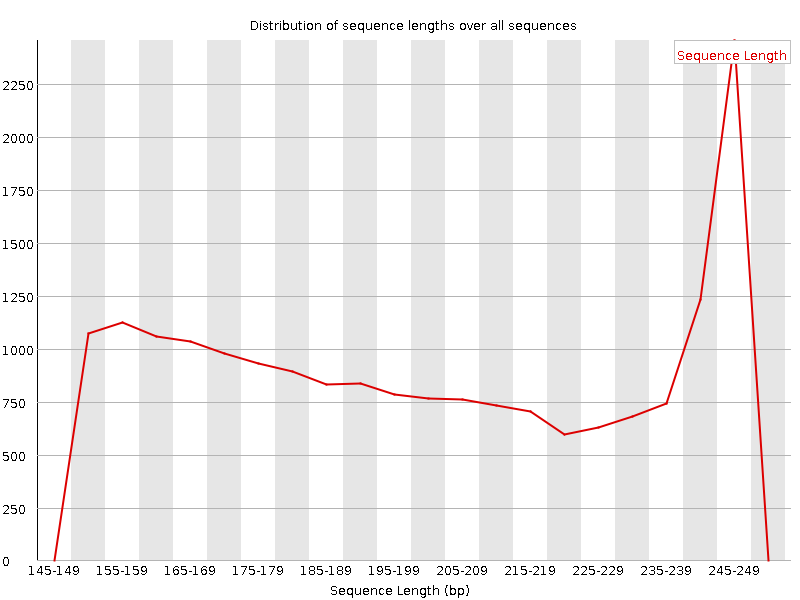 Distribution of sequence lengths over all sequences
Sequence Length
2250
2000
1750
1500
1250
1000
750
500
250
0
145-149 155-159 165-169 175-179 185-189 195-199 205-209 215-219 225-229 235-239 245-249
Sequence Length (bp)